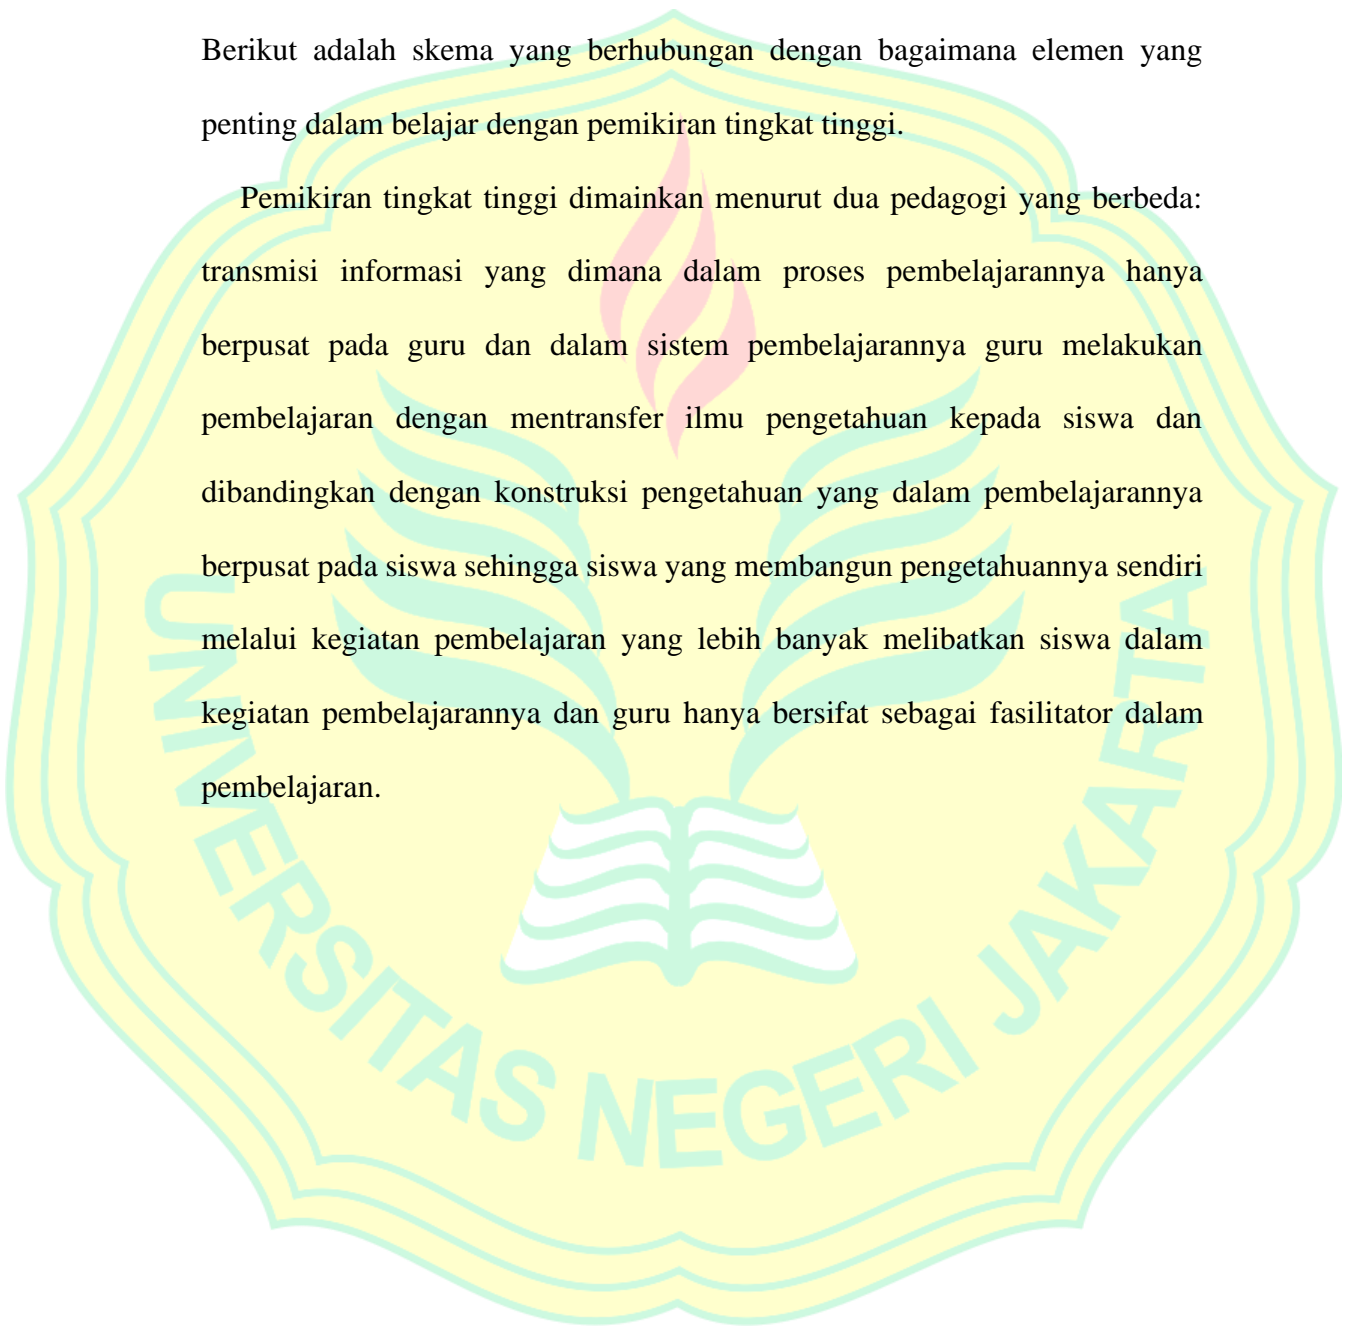 Berikut adalah skema yang berhubungan dengan bagaimana elemen yang
penting dalam belajar dengan pemikiran tingkat tinggi.
Pemikiran tingkat tinggi dimainkan menurut dua pedagogi yang berbeda:
transmisi informasi yang dimana dalam proses pembelajarannya hanya
berpusat pada guru dan dalam sistem pembelajarannya guru melakukan
pembelajaran dengan mentransfer ilmu pengetahuan kepada siswa dan
dibandingkan dengan konstruksi pengetahuan yang dalam pembelajarannya
berpusat pada siswa sehingga siswa yang membangun pengetahuannya sendiri
melalui kegiatan pembelajaran yang lebih banyak melibatkan siswa dalam
kegiatan pembelajarannya dan guru hanya bersifat sebagai fasilitator dalam
pembelajaran.
UNIVERSITAS NEGERI JAKARTA